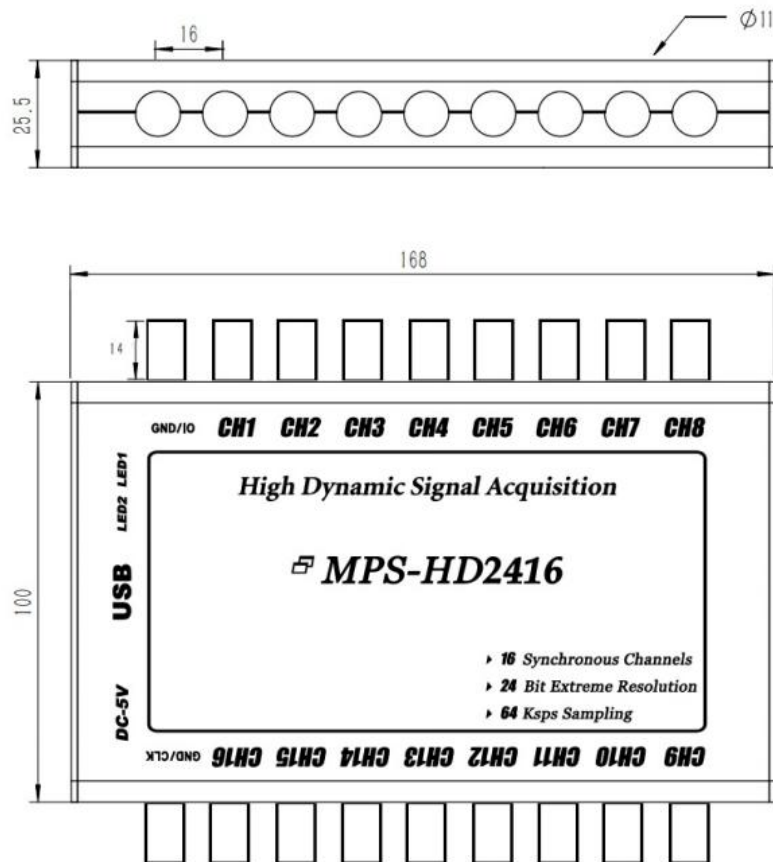 16
Ø11
25.5
168
14
GND/IO CH1 CH2 CH3 CH4 CH5 CH6 CH7 CH8
LED2 LED1
High Dynamic Signal Acquisition
MPS-HD2416
USB
100
16 Synchronous Channels
24 Bit Extreme Resolution
64 Ksps Sampling
DC-5V
GND/CLK CH16 CH15 CH14 CH13 CH12 CH11 CH10 CH9